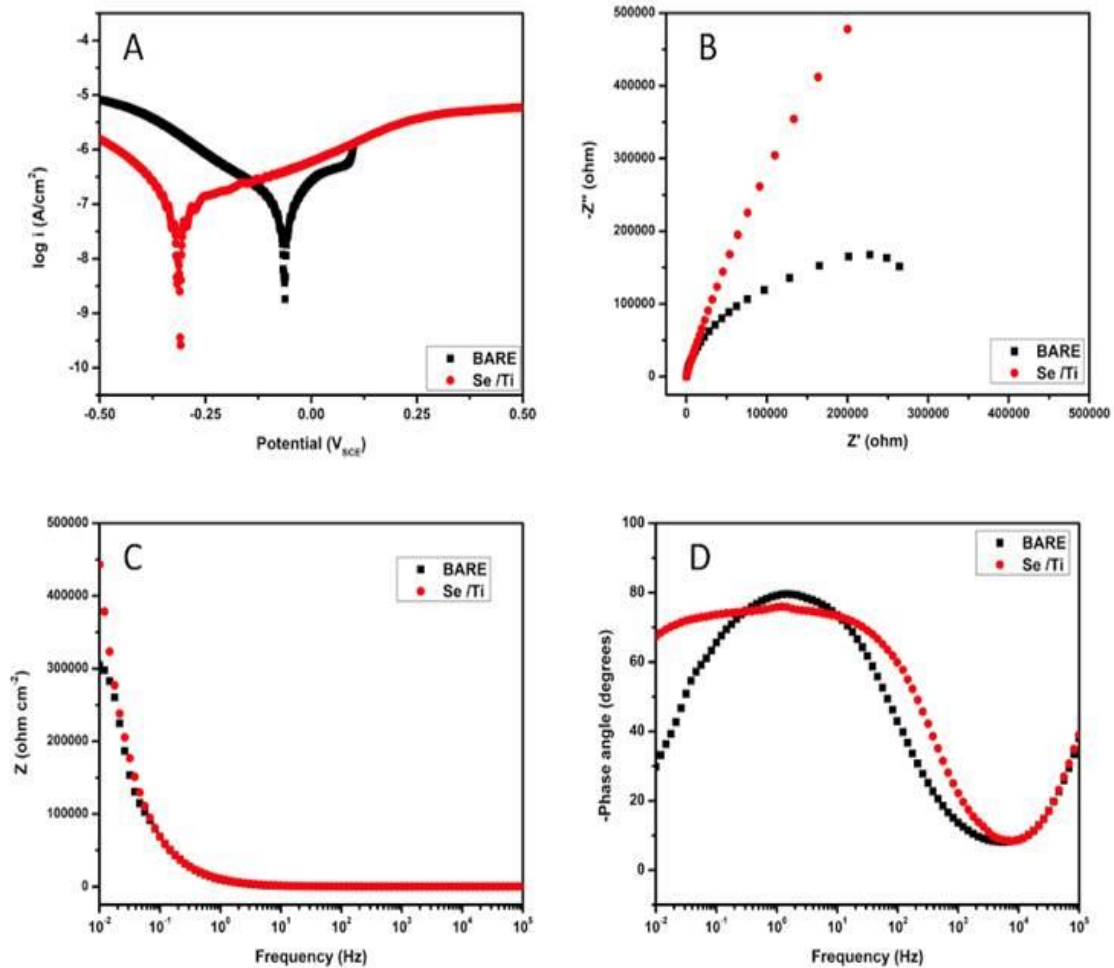 A
-4
-5
-6
-7
-8
-9
-10
log i (A/cm²)
BARE
Se /Ti
-0.50
-0.25
0.00
0.25
0.50
Potential (V_SCE)
B
500000
400000
300000
200000
100000
0
-Z'' (ohm)
BARE
Se /Ti
0
100000
200000
300000
400000
500000
Z' (ohm)
C
500000
400000
300000
200000
100000
0
Z (ohm cm⁻²)
BARE
Se /Ti
10⁻²
10⁻¹
10⁰
10¹
10²
10³
10⁴
10⁵
Frequency (Hz)
D
100
80
60
40
20
0
-Phase angle (degrees)
BARE
Se /Ti
10⁻²
10⁻¹
10⁰
10¹
10²
10³
10⁴
10⁵
Frequency (Hz)